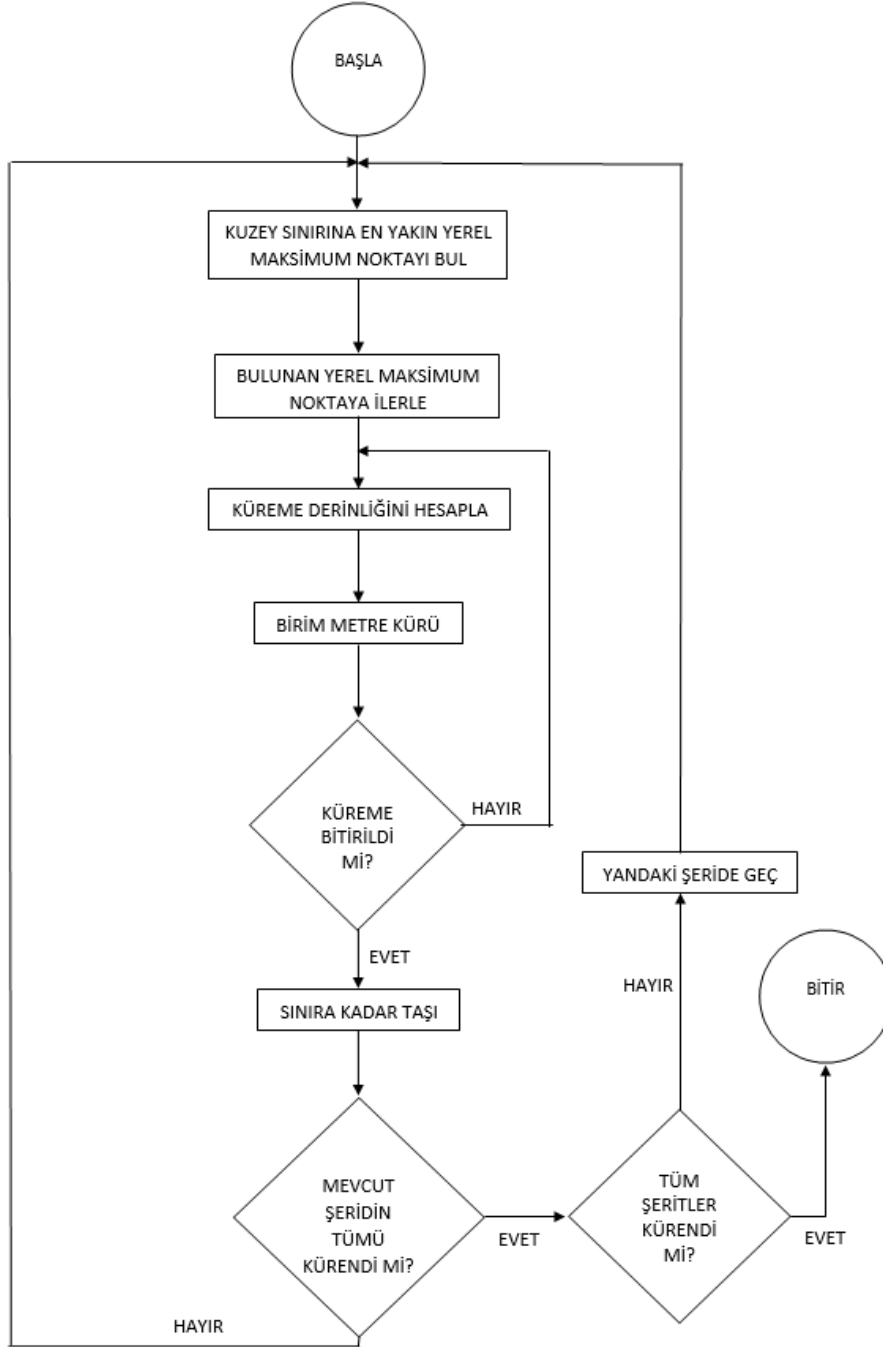 BAŞLA
KUZEY SINIRINA EN YAKIN YEREL
MAKSİMUM NOKTAYI BUL
BULUNAN YEREL MAKSİMUM
NOKTAYA İLERLE
KÜREME DERİNLİĞİNİ HESAPLA
BİRİM METRE KÜRÜ
KÜREME
BİTİRİLDİ
Mİ?
HAYIR
EVET
SINIRA KADAR TAŞI
MEVCUT
ŞERİDİN
TÜMÜ
KÜRENDİ Mİ?
HAYIR
EVET
TÜM
ŞERİTLER
KÜRENDİ
Mİ?
HAYIR
YANDAKİ ŞERİDE GEÇ
EVET
BİTİR